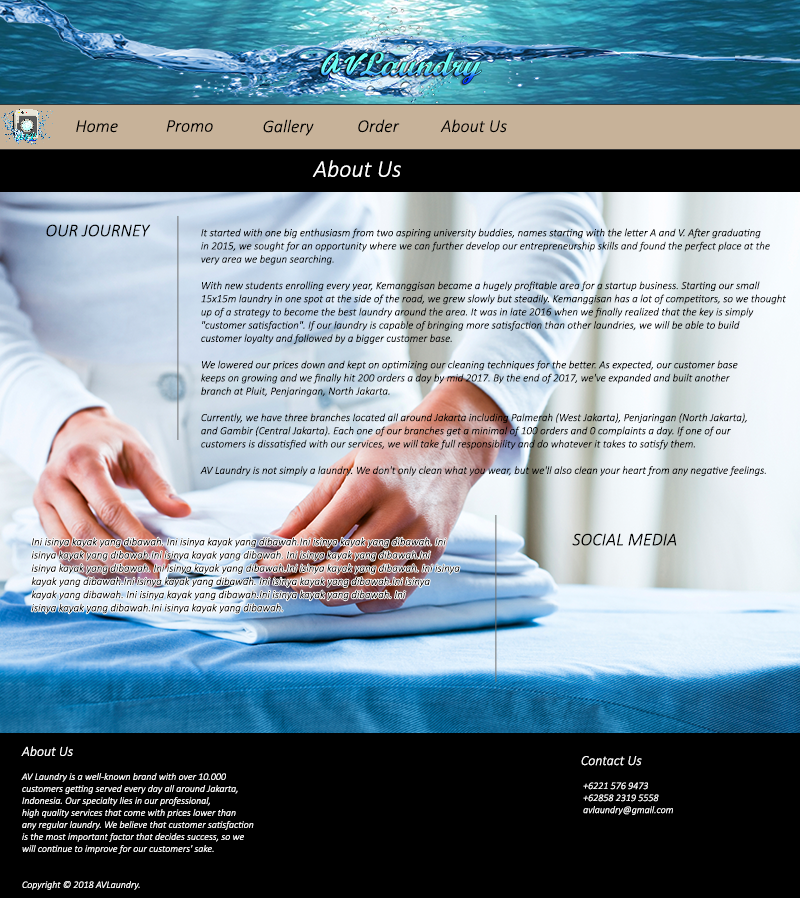 AVLaundry
Home Promo Gallery Order About Us
About Us
OUR JOURNEY
It started with one big enthusiasm from two aspiring university buddies, names starting with the letter A and V. After graduating
in 2015, we sought for an opportunity where we can further develop our entrepreneurship skills and found the perfect place at the
very area we begun searching.
With new students enrolling every year, Kemanggisan became a hugely profitable area for a startup business. Starting our small
15x15m laundry in one spot at the side of the road, we grew slowly but steadily. Kemanggisan has a lot of competitors, so we thought
up of a strategy to become the best laundry around the area. It was in late 2016 when we finally realized that the key is simply
"customer satisfaction". If our laundry is capable of bringing more satisfaction than other laundries, we will be able to build
customer loyalty and followed by a bigger customer base.
We lowered our prices down and kept on optimizing our cleaning techniques for the better. As expected, our customer base
keeps on growing and we finally hit 200 orders a day by mid 2017. By the end of 2017, we've expanded and built another
branch at Pluit, Penjaringan, North Jakarta.
Currently, we have three branches located all around Jakarta including Palmerah (West Jakarta), Penjaringan (North Jakarta),
and Gambir (Central Jakarta). Each one of our branches get a minimal of 100 orders and 0 complaints a day. If one of our
customers is dissatisfied with our services, we will take full responsibility and do whatever it takes to satisfy them.
AV Laundry is not simply a laundry. We don't only clean what you wear, but we'll also clean your heart from any negative feelings.
Ini isinya kayak yang dibawah. Ini isinya kayak yang dibawah.Ini isinya kayak yang dibawah. Ini
isinya kayak yang dibawah.Ini isinya kayak yang dibawah. Ini isinya kayak yang dibawah.Ini
isinya kayak yang dibawah. Ini isinya kayak yang dibawah.Ini isinya kayak yang dibawah. Ini isinya
kayak yang dibawah.Ini isinya kayak yang dibawah. Ini isinya kayak yang dibawah.Ini isinya
kayak yang dibawah. Ini isinya kayak yang dibawah.Ini isinya kayak yang dibawah. Ini
isinya kayak yang dibawah.Ini isinya kayak yang dibawah.
SOCIAL MEDIA
About Us
AV Laundry is a well-known brand with over 10.000
customers getting served every day all around Jakarta,
Indonesia. Our specialty lies in our professional,
high quality services that come with prices lower than
any regular laundry. We believe that customer satisfaction
is the most important factor that decides success, so we
will continue to improve for our customers' sake.
Copyright © 2018 AVLaundry.
Contact Us
+6221 576 9473
+62858 2319 5558
avlaundry@gmail.com